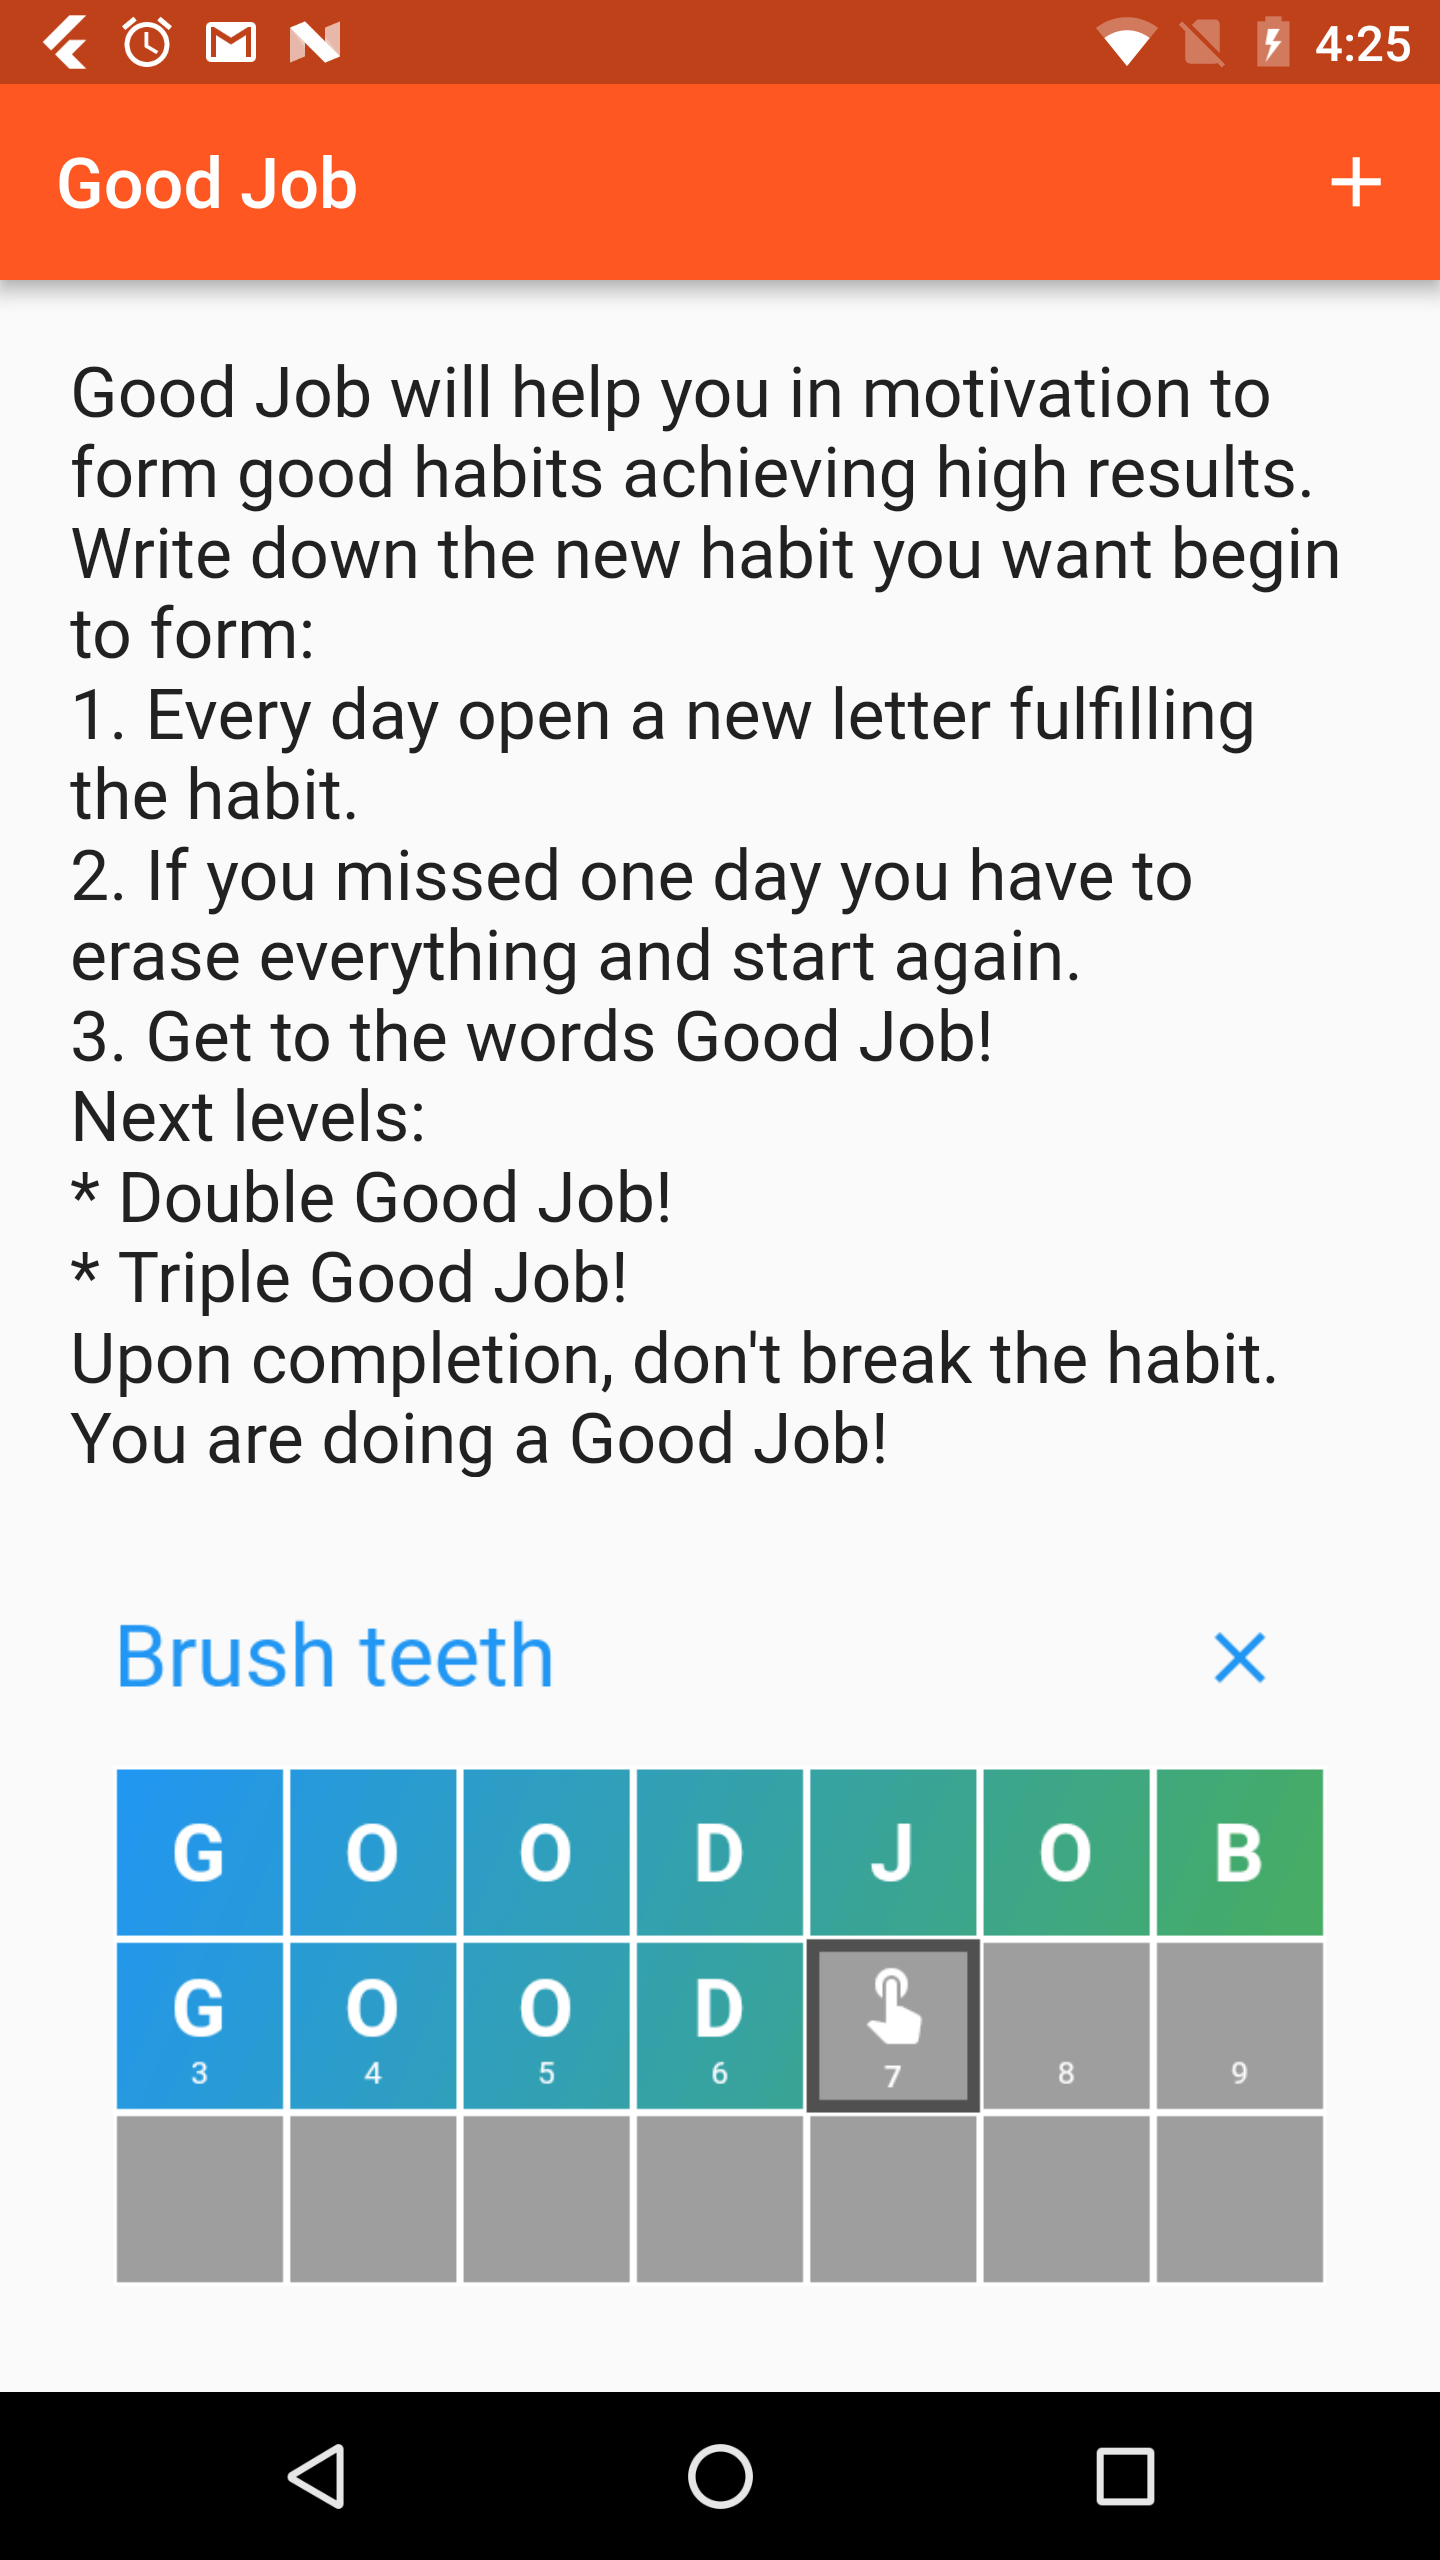 4:25
Good Job
Good Job will help you in motivation to
form good habits achieving high results.
Write down the new habit you want begin
to form:
1. Every day open a new letter fulfilling
the habit.
2. If you missed one day you have to
erase everything and start again.
3. Get to the words Good Job!
Next levels:
* Double Good Job!
* Triple Good Job!
Upon completion, don't break the habit.
You are doing a Good Job!
Brush teeth
G O O D J O B
G O O D
3 4 5 6 7 8 9